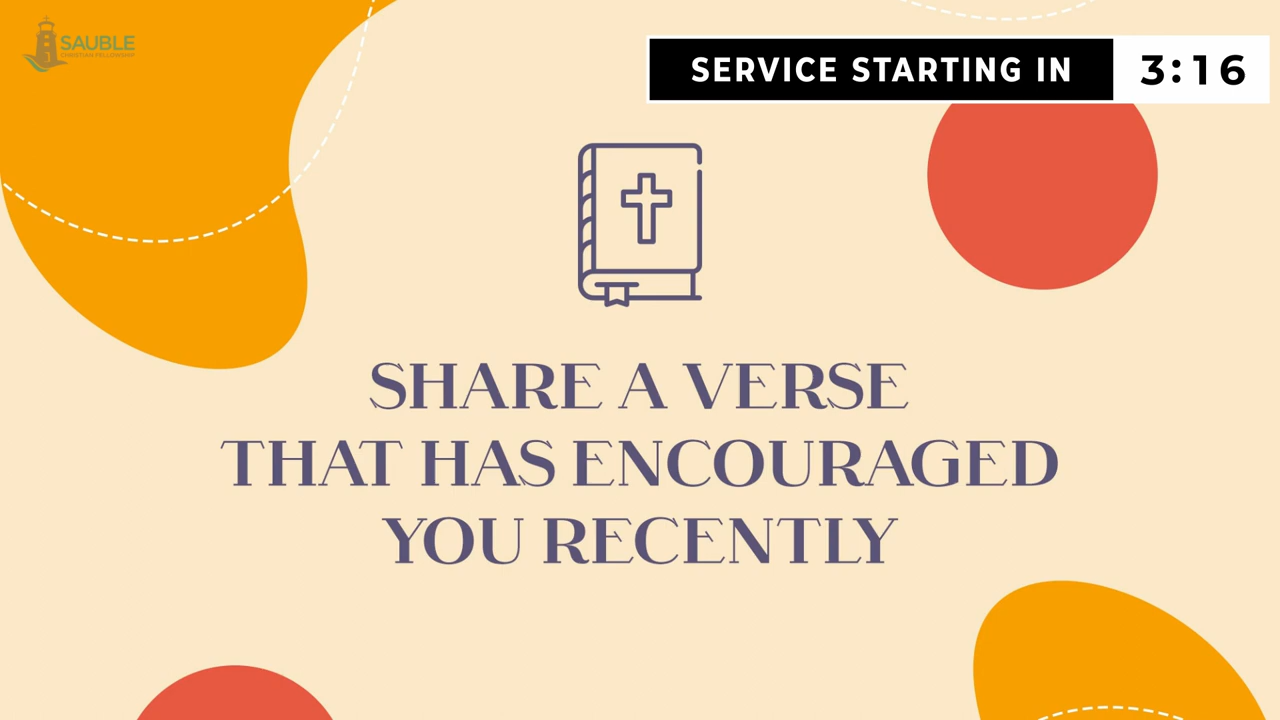 SAUBLE
CHRISTIAN FELLOWSHIP
SERVICE STARTING IN 3:16
SHARE A VERSE
THAT HAS ENCOURAGED
YOU RECENTLY